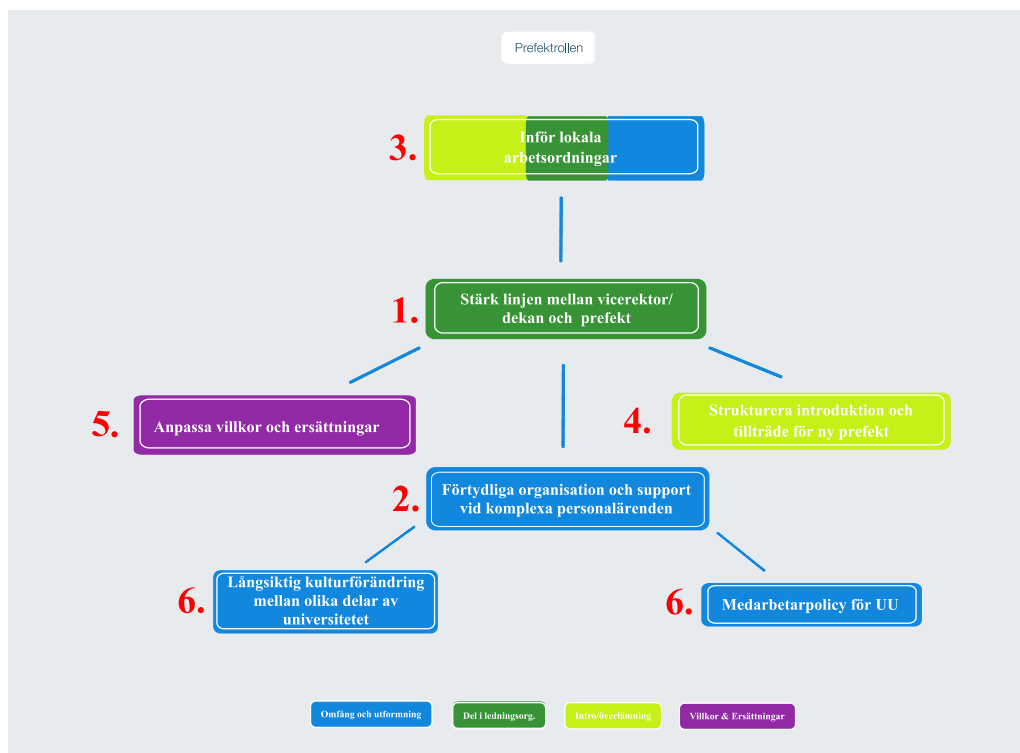 Prefektrollen
3.
Inför lokala
arbetsordningar
1.
Stärk linjen mellan vicerektor/
dekan och prefekt
5.
Anpassa villkor och ersättningar
4.
Strukturera introduktion och
tillträde för ny prefekt
2.
Förtydliga organisation och support
vid komplexa personalärenden
6.
Långsiktig kulturförändring
mellan olika delar av
universitetet
6.
Medarbetarpolicy för UU
Omfång och utformning
Del i ledningsorg.
Intro/överlämning
Villkor & Ersättningar